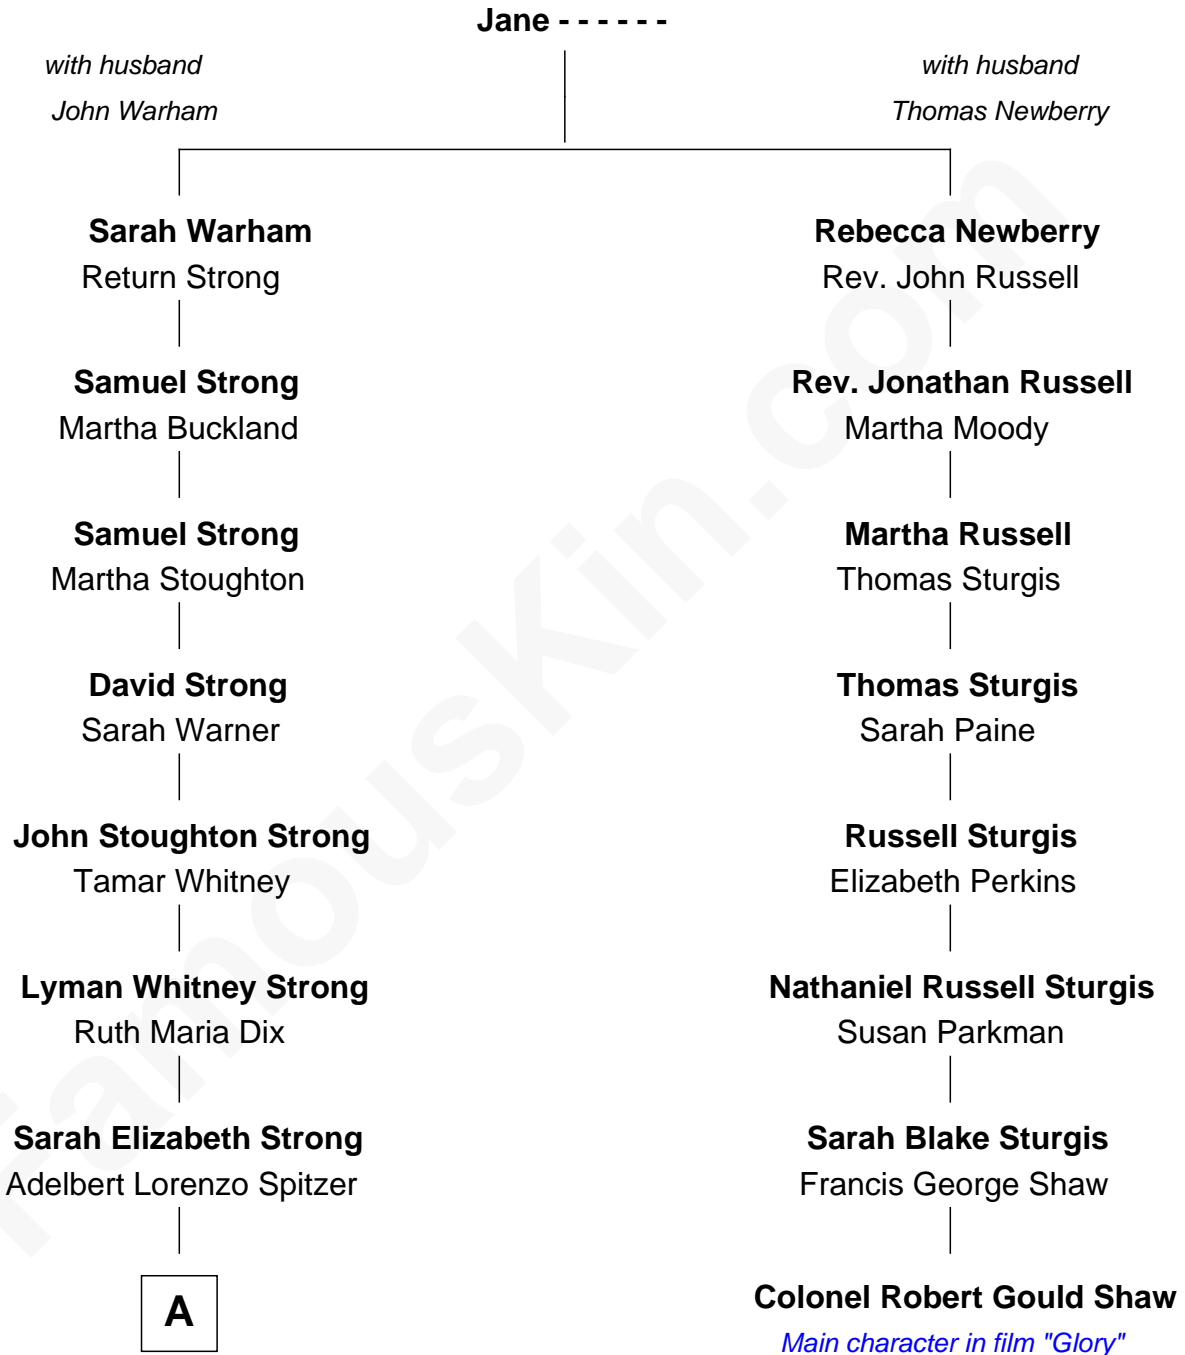 Jane - - - - - -
with husband
John Warham
with husband
Thomas Newberry
Sarah Warham
Return Strong
Samuel Strong
Martha Buckland
Samuel Strong
Martha Stoughton
David Strong
Sarah Warner
John Stoughton Strong
Tamar Whitney
Lyman Whitney Strong
Ruth Maria Dix
Sarah Elizabeth Strong
Adelbert Lorenzo Spitzer
A
Rebecca Newberry
Rev. John Russell
Rev. Jonathan Russell
Martha Moody
Martha Russell
Thomas Sturgis
Thomas Sturgis
Sarah Paine
Russell Sturgis
Elizabeth Perkins
Nathaniel Russell Sturgis
Susan Parkman
Sarah Blake Sturgis
Francis George Shaw
Colonel Robert Gould Shaw
Main character in film "Glory"
FamousKin.com